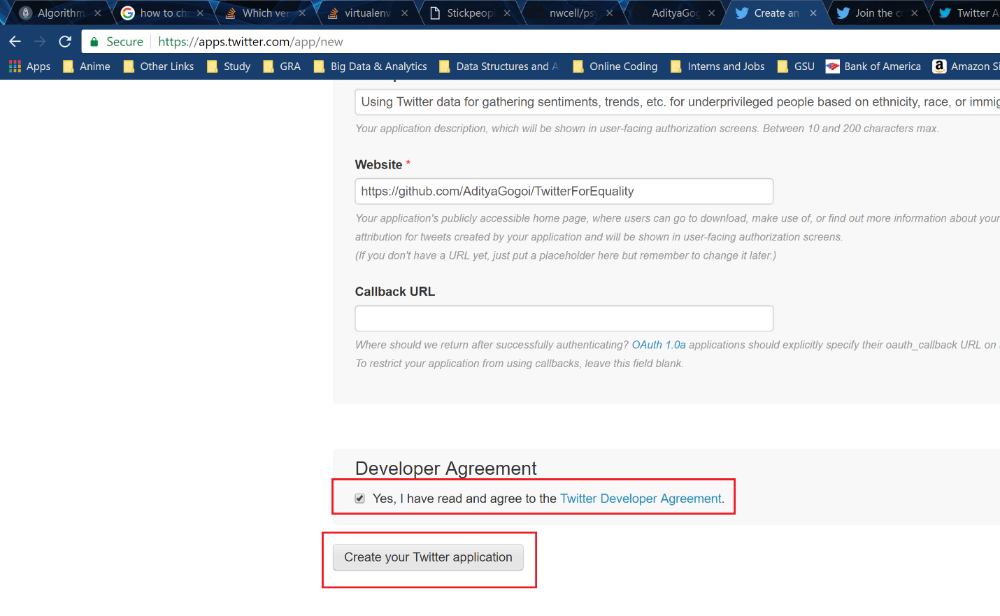 Algorithm
how to ch
Which ver
virtualenv
Stickpeopl
nwcell/psy
AdityaGog
Create an
Join the co
Twitter A
Secure
https://apps.twitter.com/app/new
Apps
Anime
Other Links
Study
GRA
Big Data & Analytics
Data Structures and A
Online Coding
Interns and Jobs
GSU
Bank of America
Amazon Si
Using Twitter data for gathering sentiments, trends, etc. for underprivileged people based on ethnicity, race, or immig
Your application description, which will be shown in user-facing authorization screens. Between 10 and 200 characters max.
Website *
https://github.com/AdityaGogoi/TwitterForEquality
Your application's publicly accessible home page, where users can go to download, make use of, or find out more information about your
attribution for tweets created by your application and will be shown in user-facing authorization screens.
(If you don't have a URL yet, just put a placeholder here but remember to change it later.)
Callback URL
Where should we return after successfully authenticating? OAuth 1.0a applications should explicitly specify their oauth_callback URL on
To restrict your application from using callbacks, leave this field blank.
Developer Agreement
Yes, I have read and agree to the Twitter Developer Agreement.
Create your Twitter application